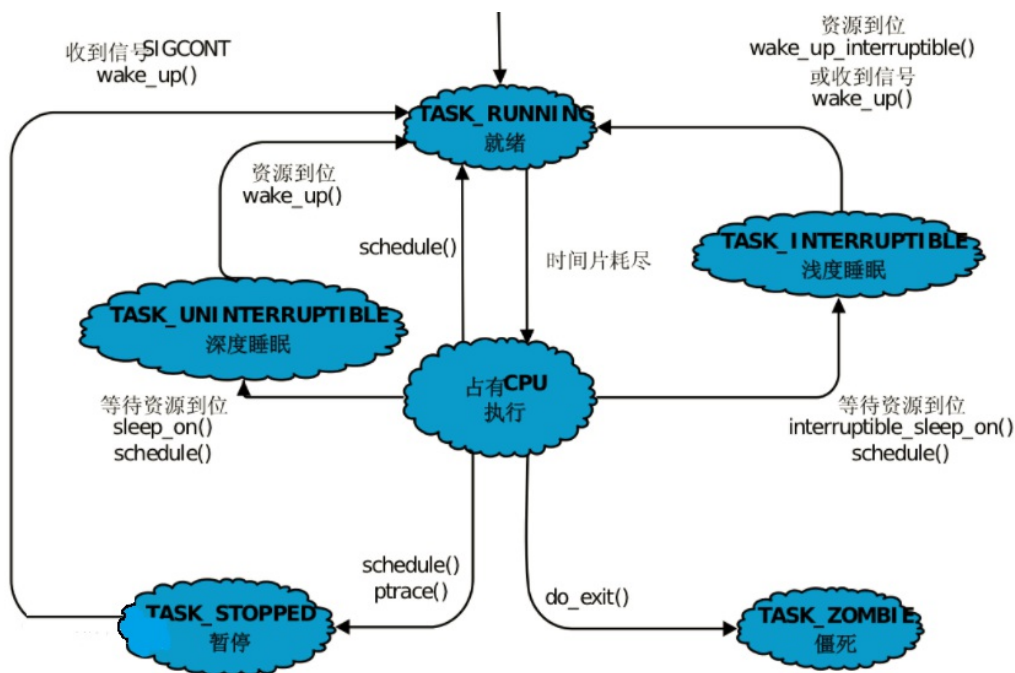 收到信号SIGCONT
wake_up()
资源到位
wake_up_interruptible()
或收到信号
wake_up()
TASK_RUNNING
就绪
资源到位
wake_up()
schedule()
时间片耗尽
TASK_INTERRUPTIBLE
浅度睡眠
TASK_UNINTERRUPTIBLE
深度睡眠
占有CPU
执行
等待资源到位
sleep_on()
schedule()
等待资源到位
interruptible_sleep_on()
schedule()
schedule()
ptrace()
do_exit()
TASK_STOPPED
暂停
TASK_ZOMBIE
僵死